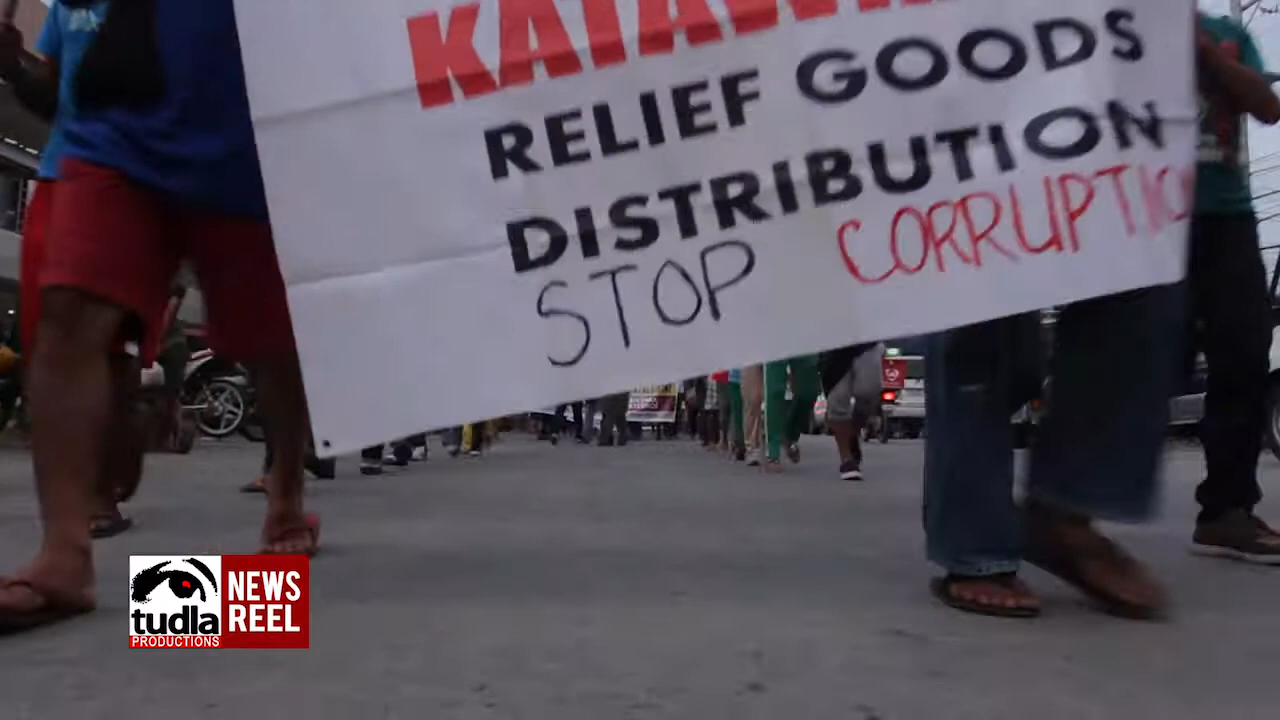 RELIEF GOODS
DISTRIBUTION
STOP CORRUPTION
tudla
PRODUCTIONS
NEWS
REEL